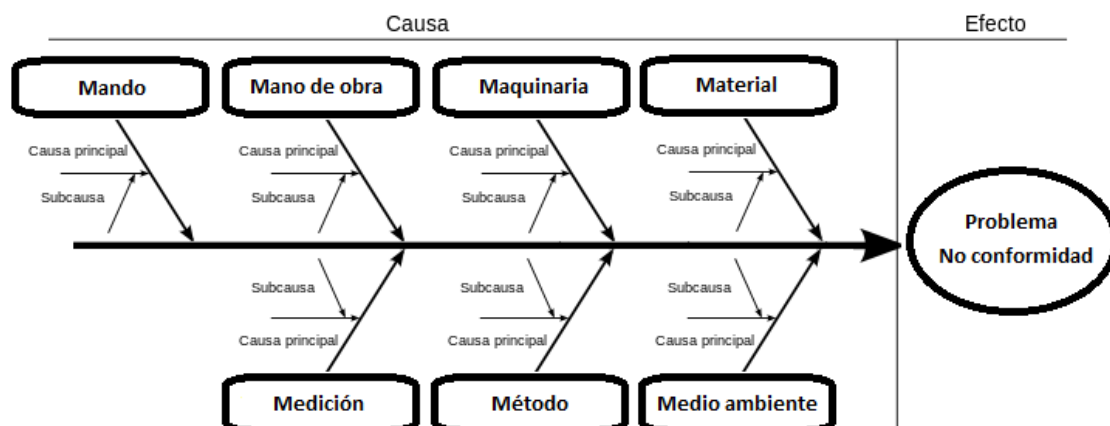 Causa
Efecto
Mando
Mano de obra
Maquinaria
Material
Causa principal
Causa principal
Causa principal
Causa principal
Subcausa
Subcausa
Subcausa
Subcausa
Problema
No conformidad
Subcausa
Subcausa
Subcausa
Causa principal
Causa principal
Causa principal
Medición
Método
Medio ambiente